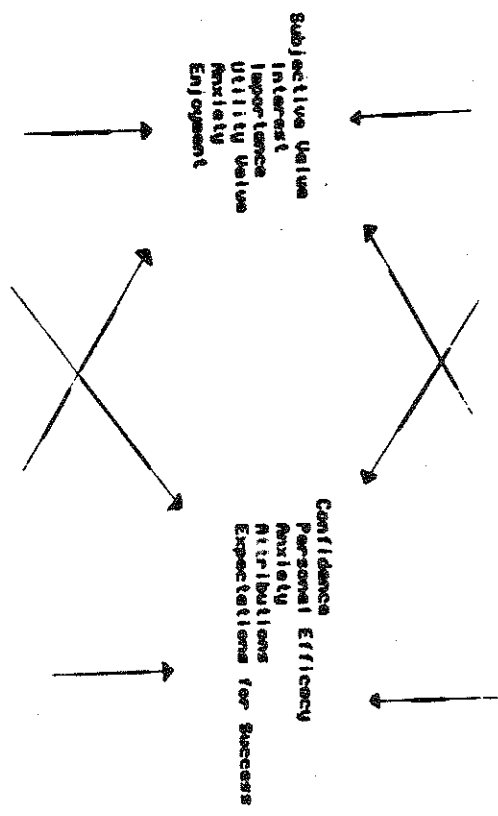 Subjective Value
Interest
Importance
Utility Value
Anxiety
Enjoyment
Confidence
Personal Efficacy
Anxiety
Attributions
Expectations for Success